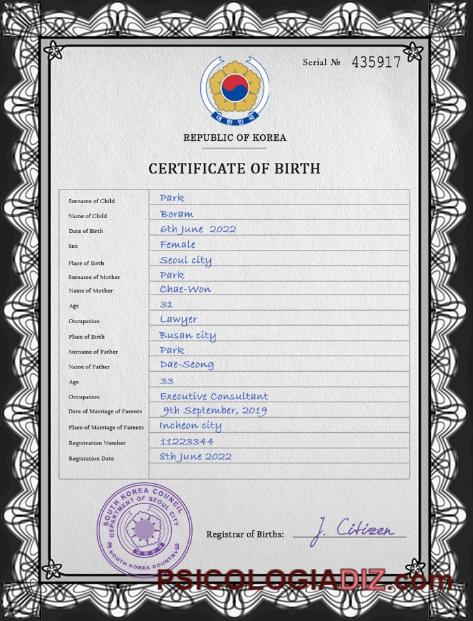 Serial № 435917
대한민국
REPUBLIC OF KOREA
CERTIFICATE OF BIRTH
Surname of Child Park
Name of Child Boram
Date of Birth 6th June 2022
Sex Female
Place of Birth Seoul city
Surname of Mother Park
Name of Mother Chae-Won
Age 31
Occupation Lawyer
Place of Birth Busan city
Surname of Father Park
Name of Father Dae-Seong
Age 33
Occupation Executive Consultant
Date of Marriage of Parents 9th September, 2019
Place of Marriage of Parents Incheon city
Registration Number 11223344
Regisration Date 8th June 2022
SOUTH KOREA COUNCIL
DEPARTMENT OF SEOUL CITY
SOUTH KOREA COUNTRY
Registrar of Births: J. Citizen
PSICOLOGIADIZ.com